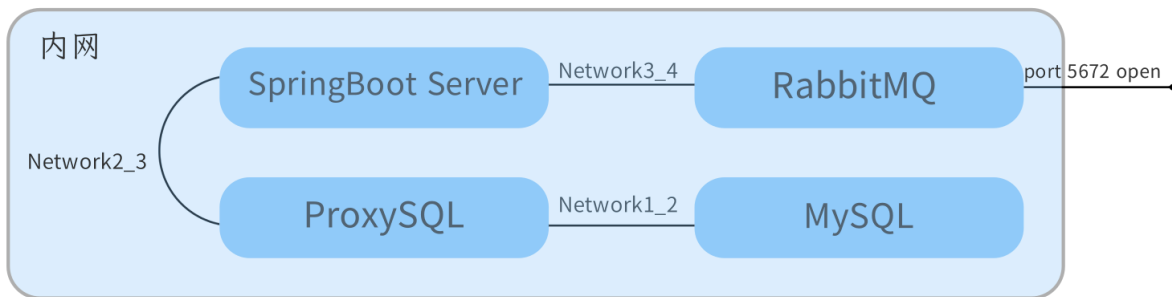 内网
SpringBoot Server
Network3_4
RabbitMQ
port 5672 open
Network2_3
ProxySQL
Network1_2
MySQL